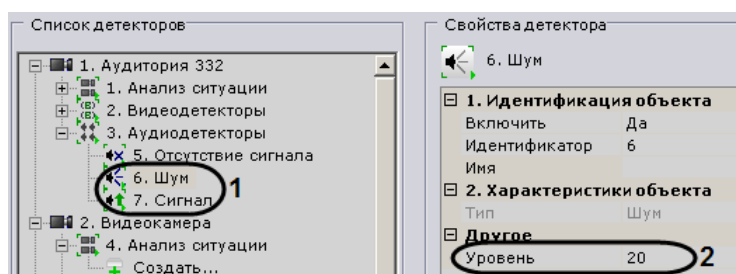 Список детекторов
1. Аудитория 332
1. Анализ ситуации
2. Видеодетекторы
3. Аудиодетекторы
5. Отсутствие сигнала
6. Шум
7. Сигнал
1
2. Видеокамера
4. Анализ ситуации
Создать...
Свойства детектора
6. Шум
1. Идентификация объекта
Включить Да
Идентификатор 6
Имя
2. Характеристики объекта
Тип Шум
Другое
Уровень 20
2